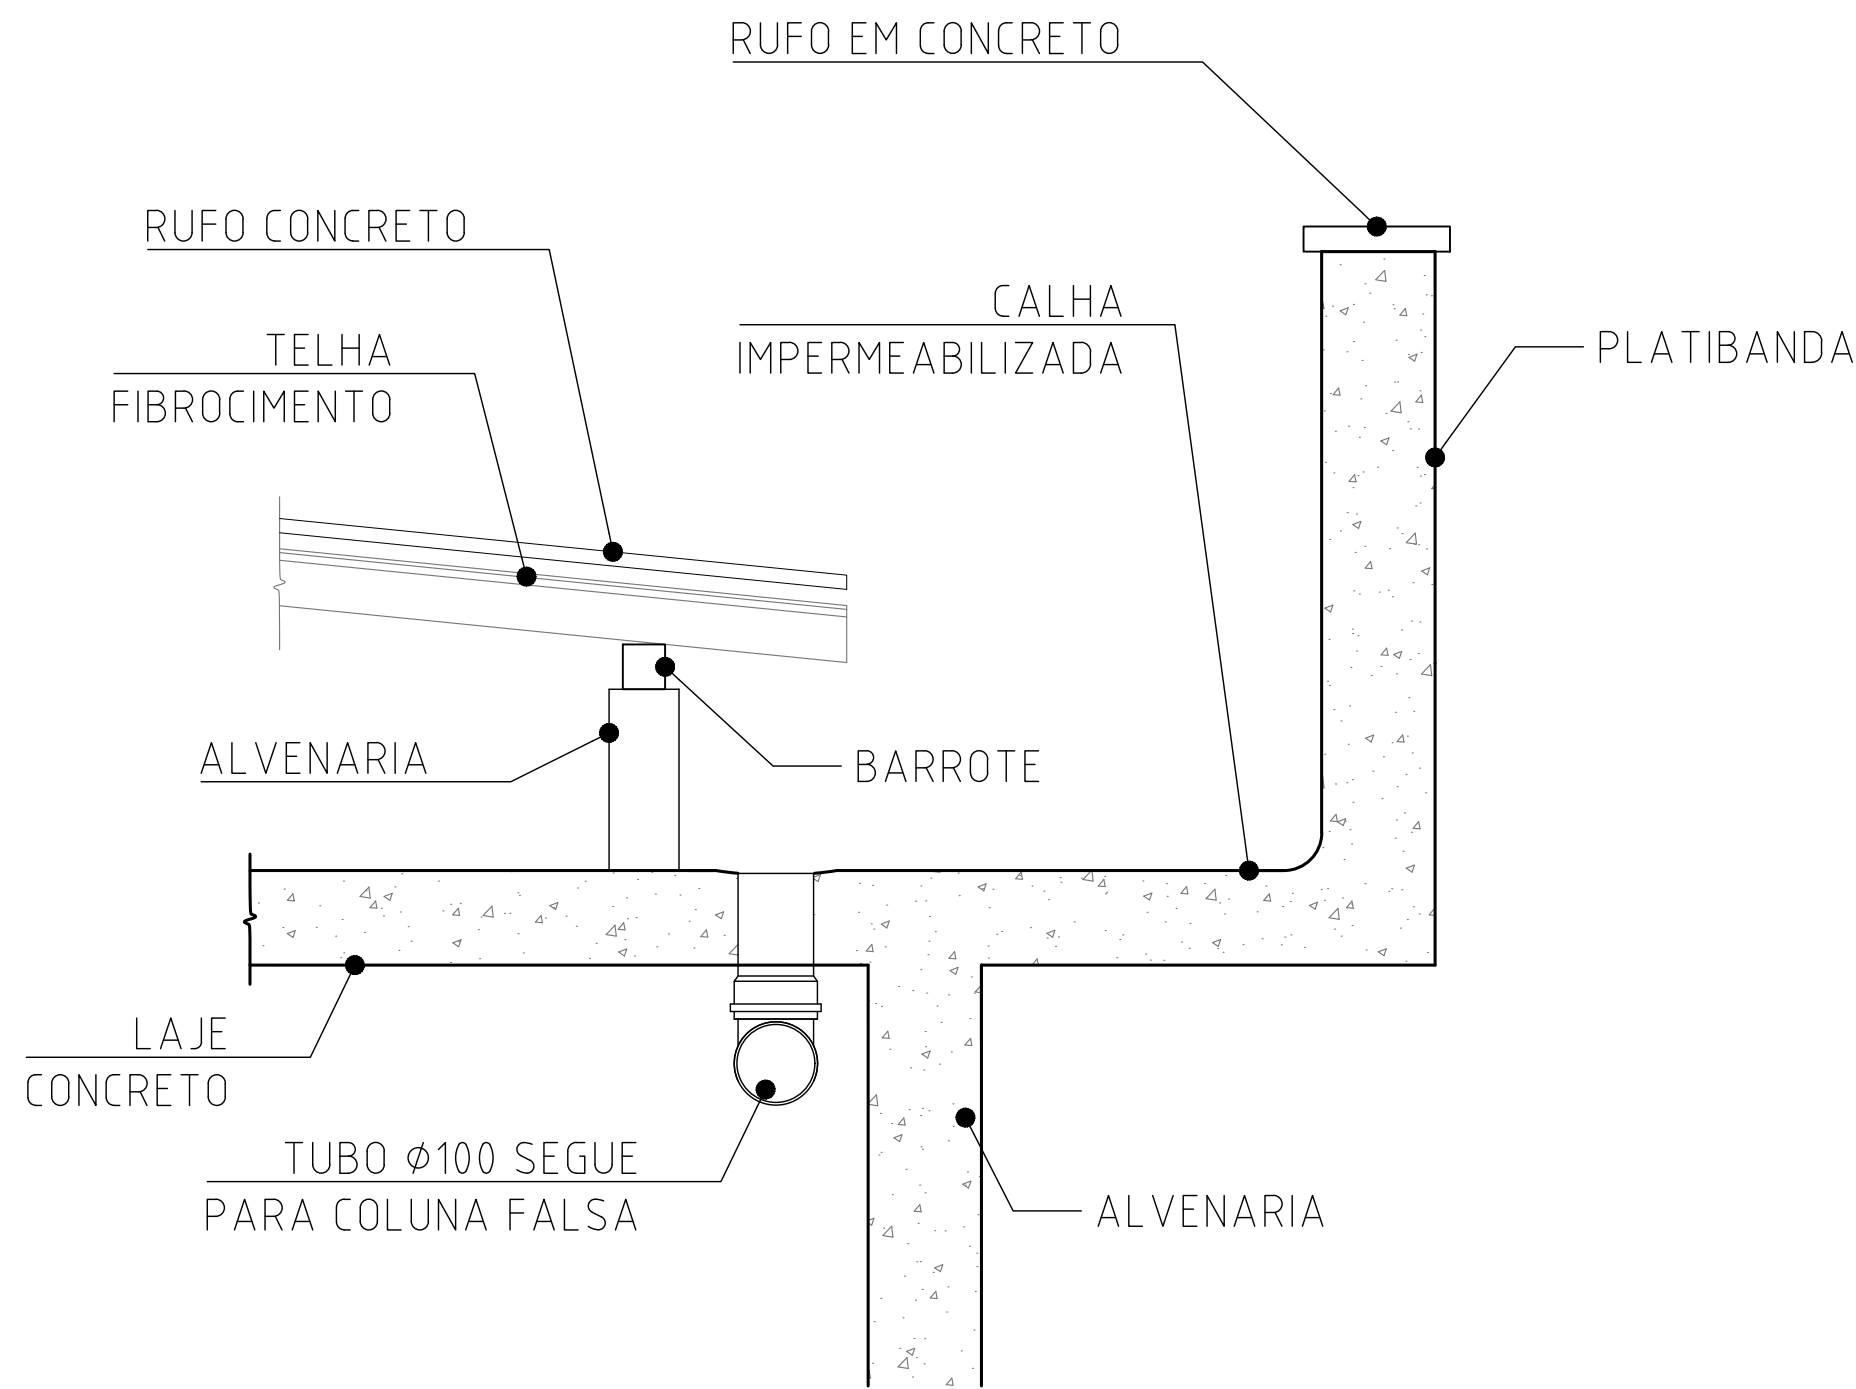 RUFO EM CONCRETO
RUFO CONCRETO
CALHA
IMPERMEABILIZADA
TELHA
FIBROCIMENTO
PLATIBANDA
ALVENARIA
BARROTE
LAJE
CONCRETO
TUBO ø100 SEGUE
PARA COLUNA FALSA
ALVENARIA